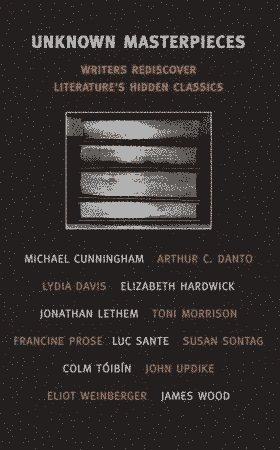 UNKNOWN MASTERPIECES
WRITERS REDISCOVER
LITERATURE'S HIDDEN CLASSICS
MICHAEL CUNNINGHAM ARTHUR C. DANTO
LYDIA DAVIS ELIZABETH HARDWICK
JONATHAN LETHEM TONI MORRISON
FRANCINE PROSE LUC SANTE SUSAN SONTAG
COLM TÓIBÍN JOHN UPDIKE
ELIOT WEINBERGER JAMES WOOD